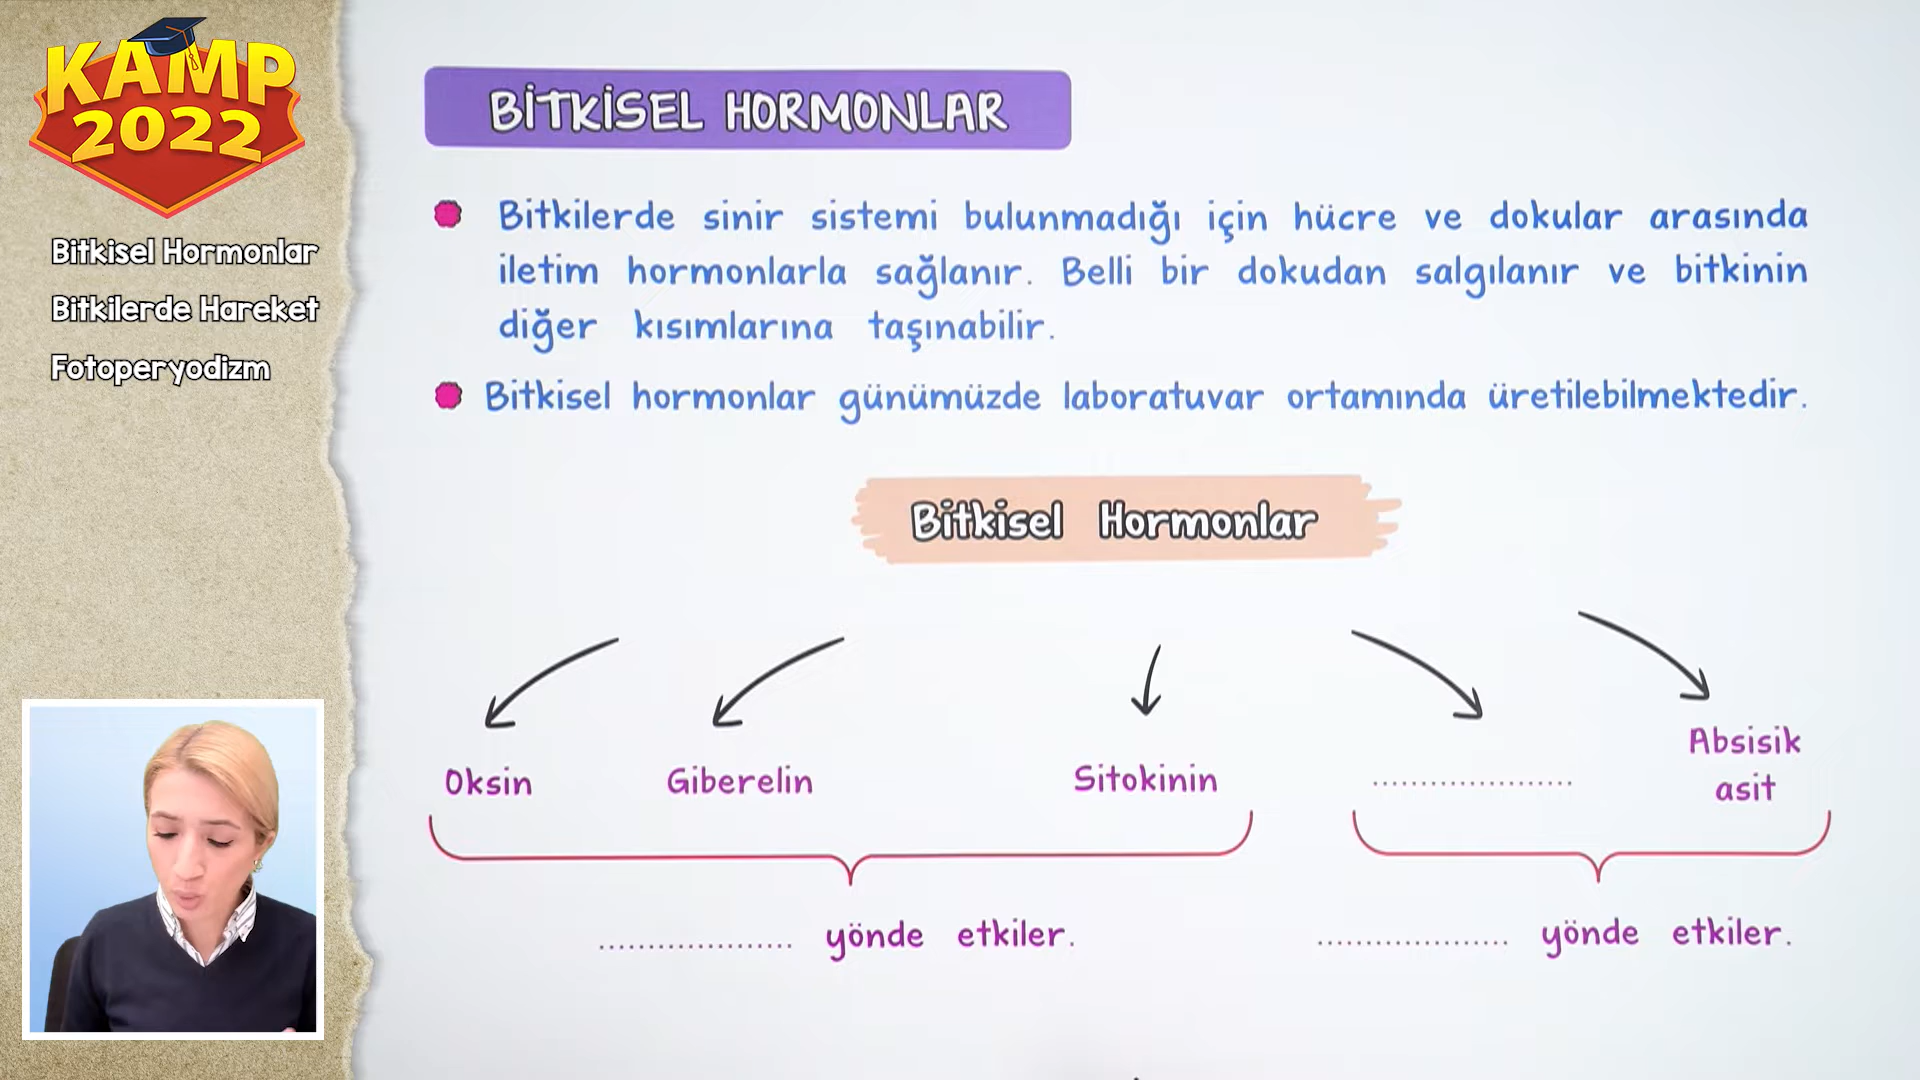 KAMP
2022
Bitkisel Hormonlar
Bitkilerde Hareket
Fotoperyodizm
BİTKİSEL HORMONLAR
Bitkilerde sinir sistemi bulunmadığı için hücre ve dokular arasında
iletim hormonlarla sağlanır. Belli bir dokudan salgılanır ve bitkinin
diğer kısımlarına taşınabilir.
Bitkisel hormonlar günümüzde laboratuvar ortamında üretilebilmektedir.
Bitkisel Hormonlar
Oksin
Giberelin
Sitokinin
....................
Absisik
asit
.................... yönde etkiler.
.................... yönde etkiler.